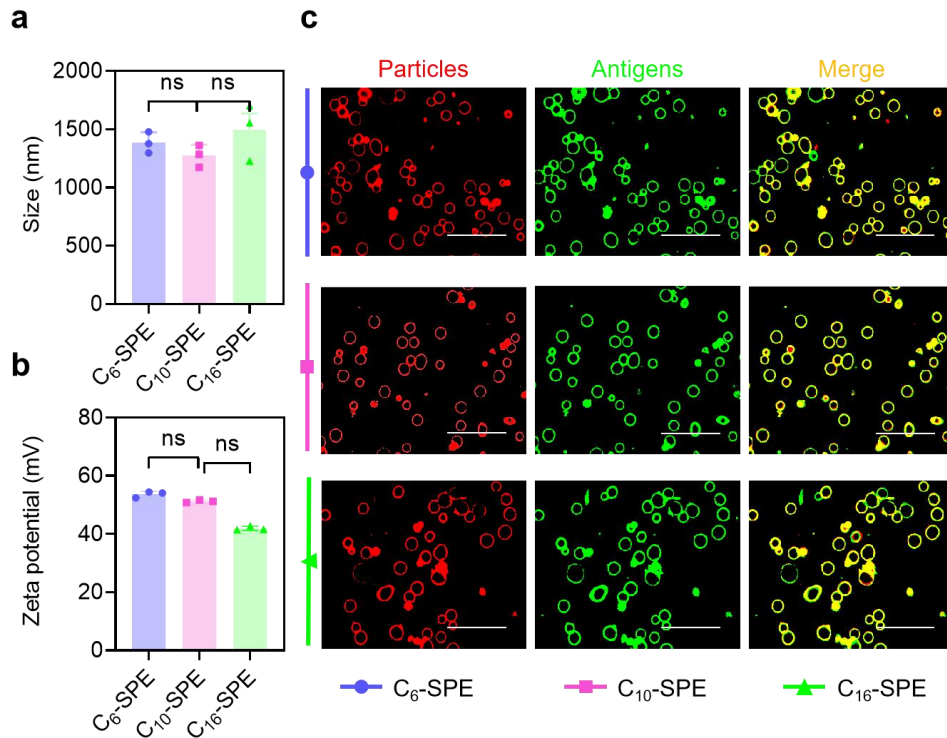 a
Size (nm)
2000
1500
1000
500
0
ns
ns
C₆-SPE
C₁₀-SPE
C₁₆-SPE
b
Zeta potential (mV)
80
60
40
20
0
ns
ns
C₆-SPE
C₁₀-SPE
C₁₆-SPE
c
Particles
Antigens
Merge
C₆-SPE
C₁₀-SPE
C₁₆-SPE